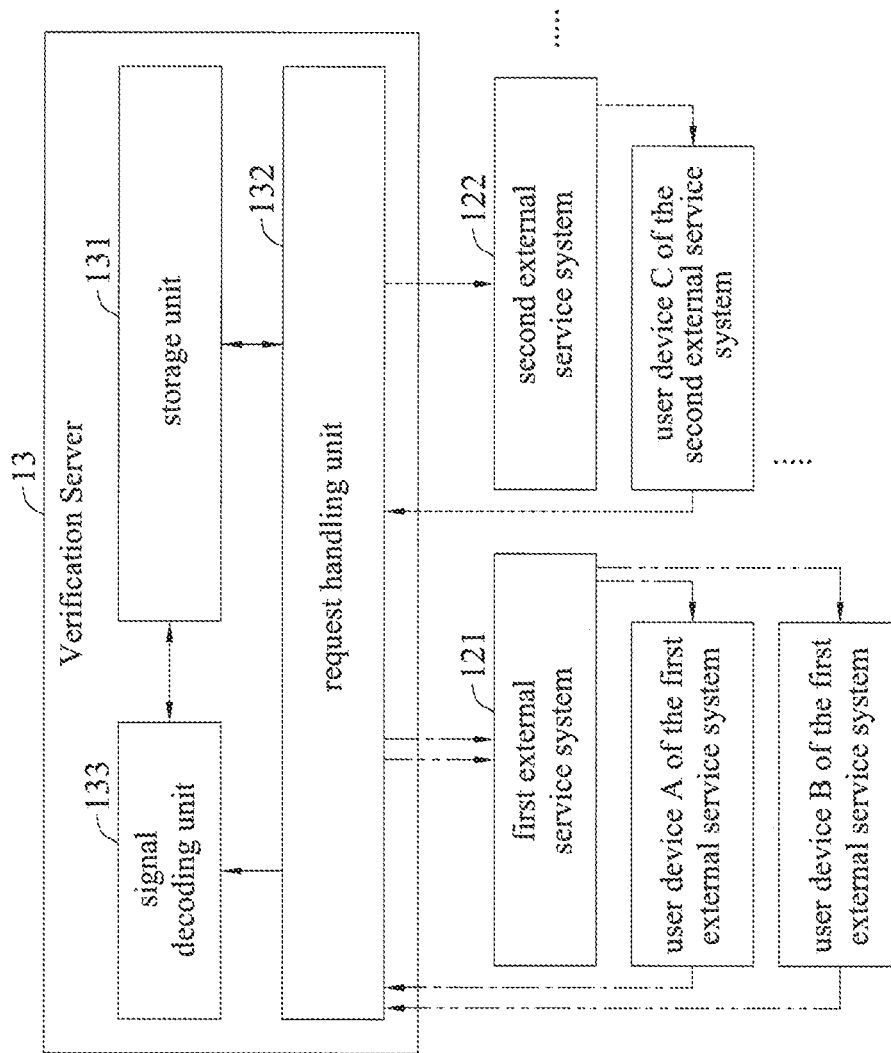 13
Verification Server
133
signal
decoding unit
131
storage unit
132
request handling unit
121
first external
service system
122
second external
service system
.....
user device A of the first
external service system
user device B of the first
external service system
user device C of the
second external service
system
.....